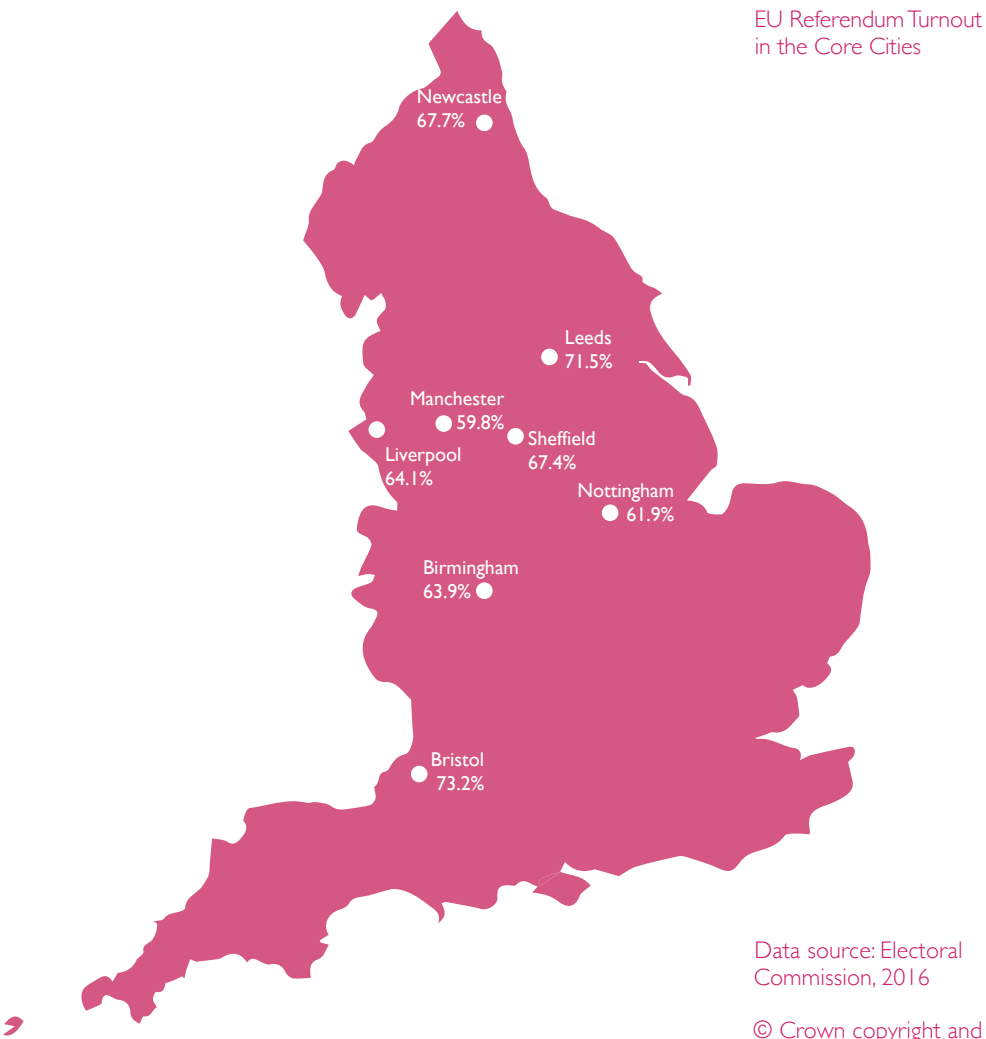 EU Referendum Turnout
in the Core Cities
Newcastle
67.7%
Leeds
71.5%
Manchester
59.8%
Sheffield
67.4%
Liverpool
64.1%
Nottingham
61.9%
Birmingham
63.9%
Bristol
73.2%
Data source: Electoral
Commission, 2016
© Crown copyright and